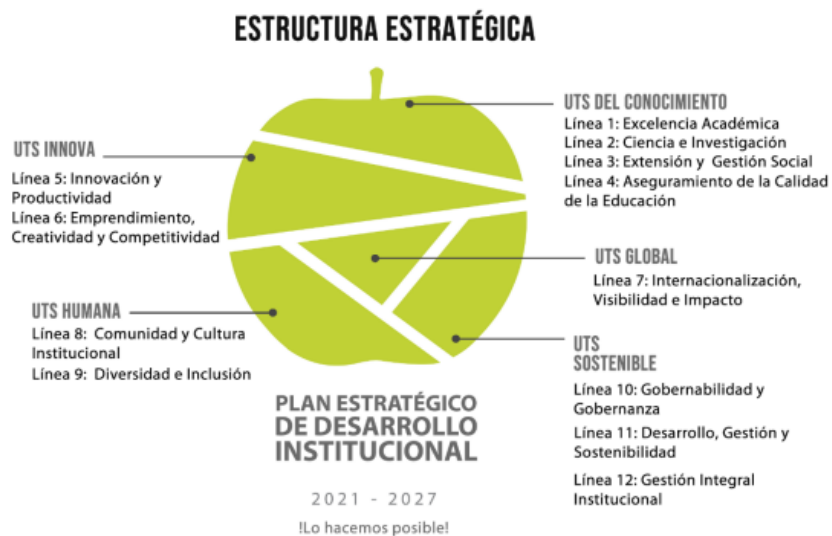 ESTRUCTURA ESTRATÉGICA
UTS DEL CONOCIMIENTO
Línea 1: Excelencia Académica
Línea 2: Ciencia e Investigación
Línea 3: Extensión y Gestión Social
Línea 4: Aseguramiento de la Calidad
de la Educación
UTS INNOVA
Línea 5: Innovación y
Productividad
Línea 6: Emprendimiento,
Creatividad y Competitividad
UTS GLOBAL
Línea 7: Internacionalización,
Visibilidad e Impacto
UTS HUMANA
Línea 8: Comunidad y Cultura
Institucional
Línea 9: Diversidad e Inclusión
UTS
SOSTENIBLE
Línea 10: Gobernabilidad y
Gobernanza
Línea 11: Desarrollo, Gestión y
Sostenibilidad
Línea 12: Gestión Integral
Institucional
PLAN ESTRATÉGICO
DE DESARROLLO
INSTITUCIONAL
2021 - 2027
!Lo hacemos posible!